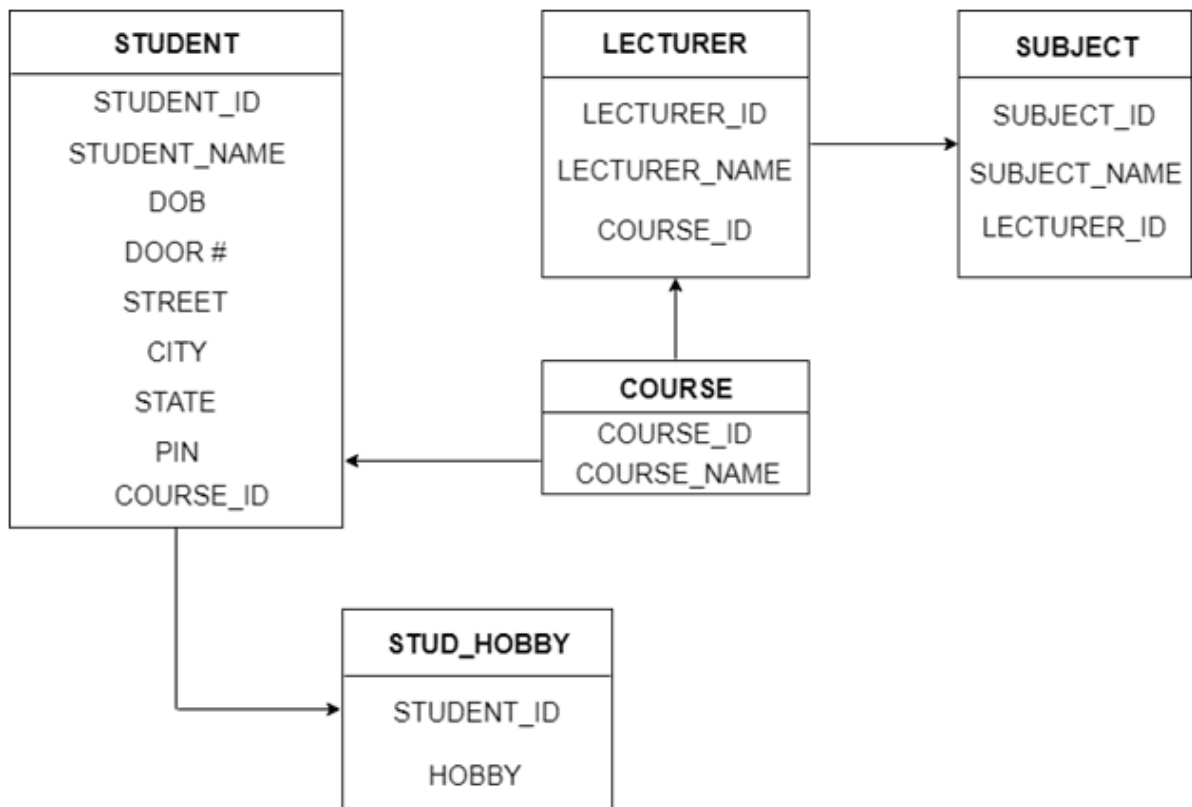 STUDENT
STUDENT_ID
STUDENT_NAME
DOB
DOOR #
STREET
CITY
STATE
PIN
COURSE_ID
LECTURER
LECTURER_ID
LECTURER_NAME
COURSE_ID
SUBJECT
SUBJECT_ID
SUBJECT_NAME
LECTURER_ID
COURSE
COURSE_ID
COURSE_NAME
STUD_HOBBY
STUDENT_ID
HOBBY